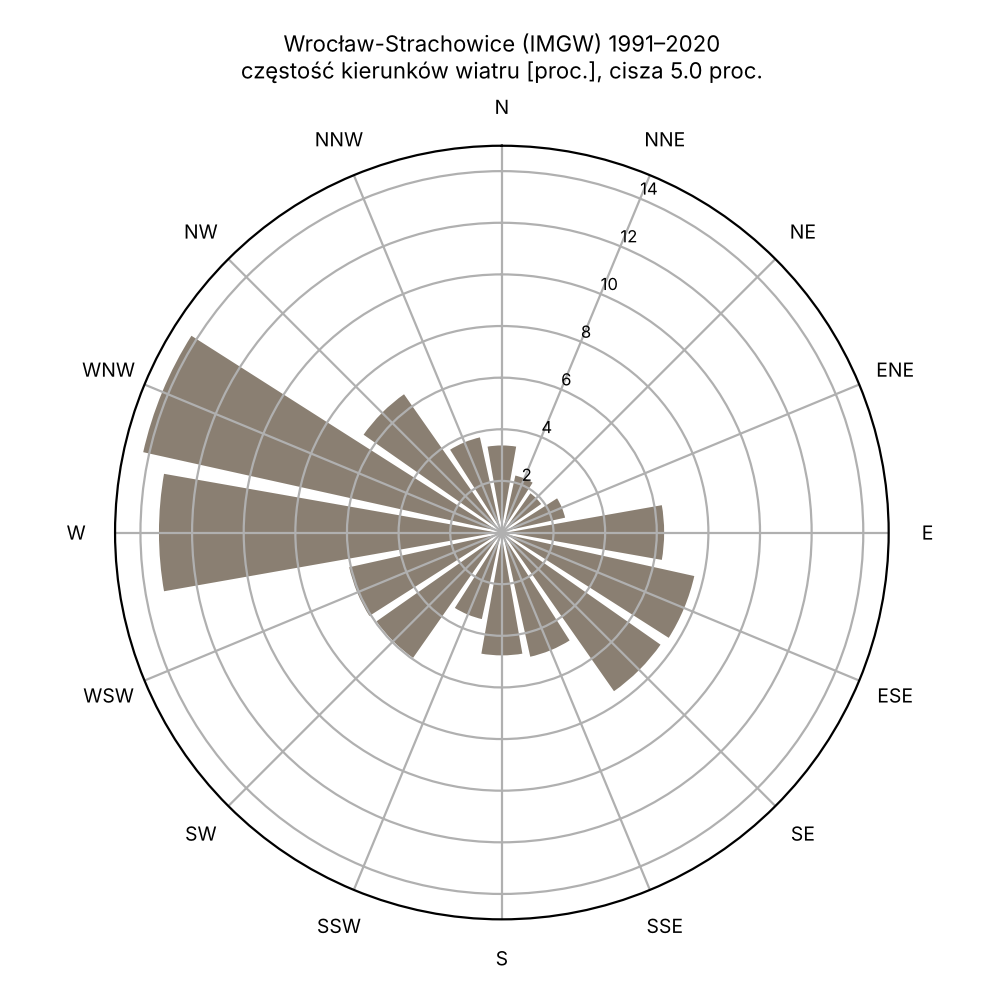 Wrocław-Strachowice (IMGW) 1991–2020
częstość kierunków wiatru [proc.], cisza 5.0 proc.
N
NNW
NNE
14
NW
NE
12
10
8
WNW
ENE
6
4
2
W
E
WSW
ESE
SW
SE
SSW
SSE
S